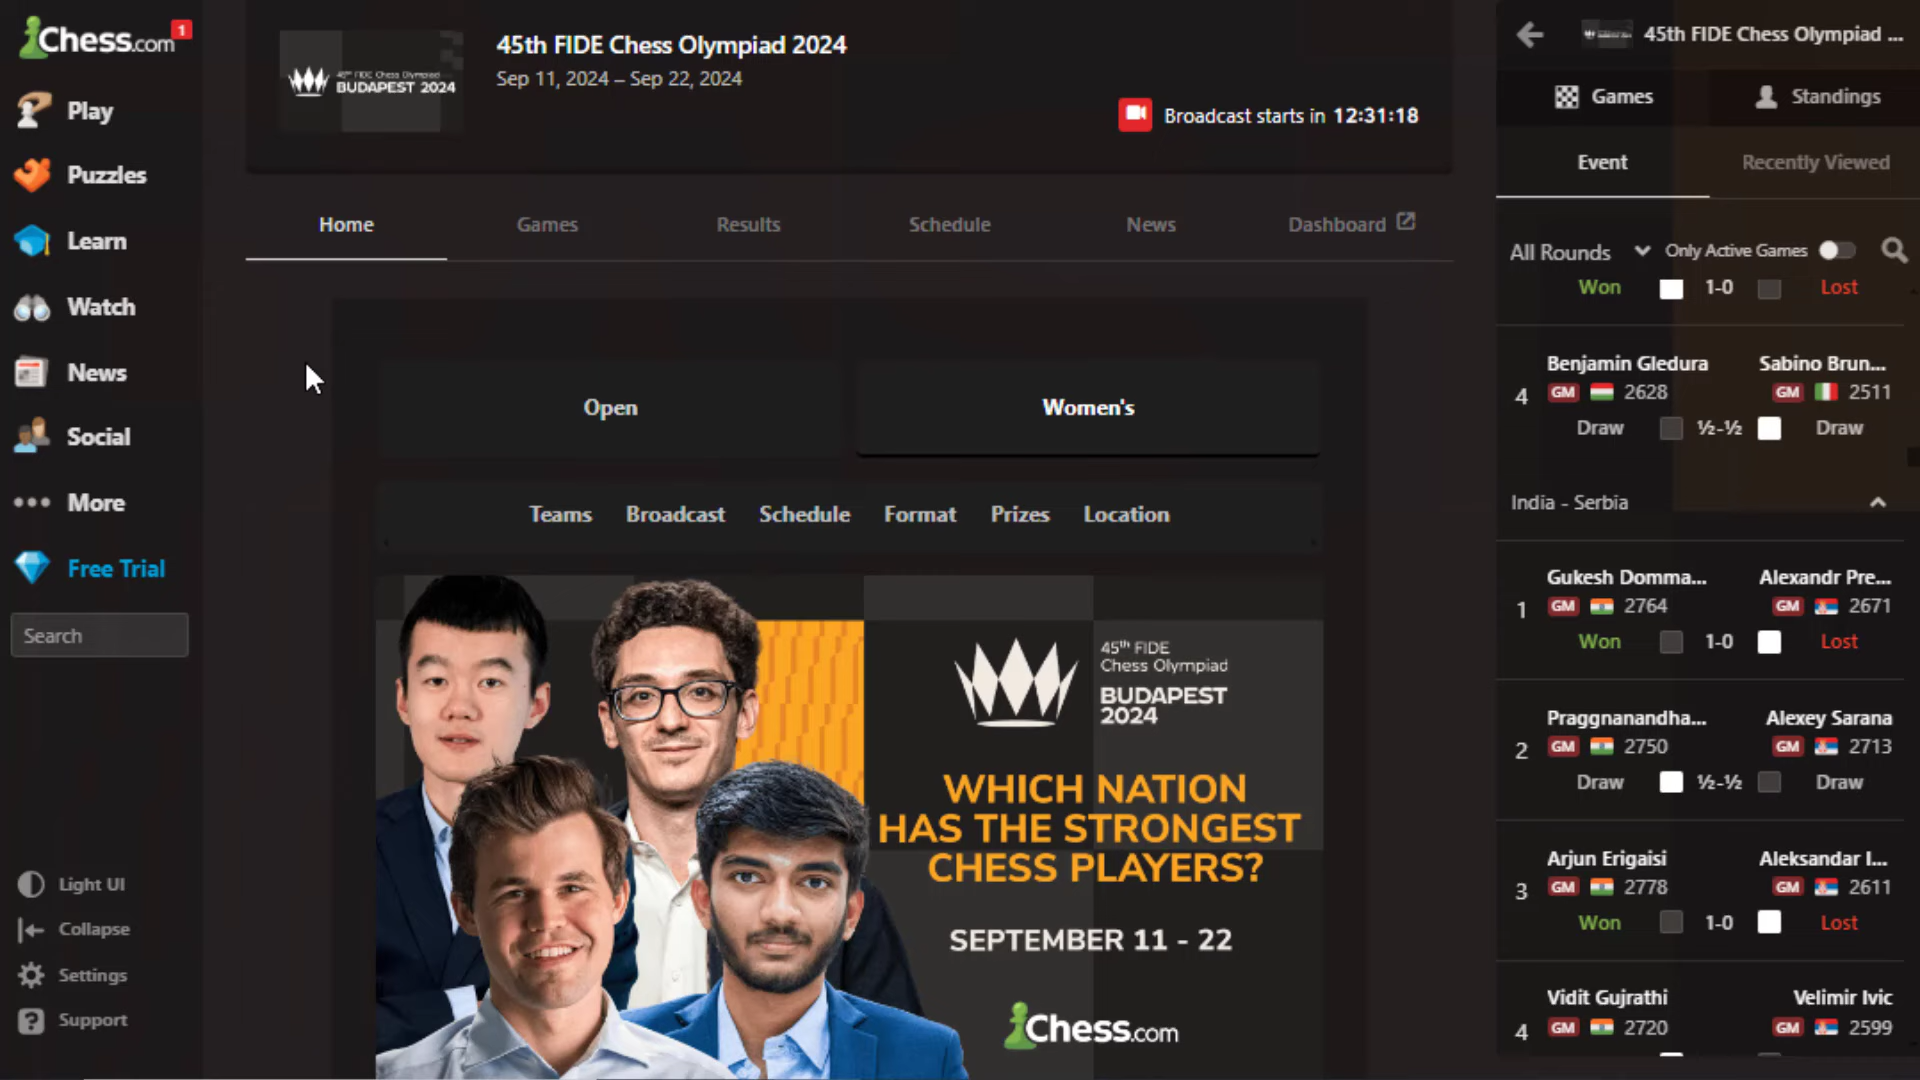 Chess.com
1
Play
Puzzles
Learn
Watch
News
Social
More
Free Trial
Search
Light UI
Collapse
Settings
Support
45th FIDE Chess Olympiad
BUDAPEST 2024
45th FIDE Chess Olympiad 2024
Sep 11, 2024 – Sep 22, 2024
Broadcast starts in 12:31:18
Home
Games
Results
Schedule
News
Dashboard
Open
Women's
Teams
Broadcast
Schedule
Format
Prizes
Location
45th FIDE
Chess Olympiad
BUDAPEST
2024
WHICH NATION
HAS THE STRONGEST
CHESS PLAYERS?
SEPTEMBER 11 - 22
Chess.com
45th FIDE Chess Olympiad ...
Games
Standings
Event
Recently Viewed
All Rounds
Only Active Games
Won 1-0 Lost
Benjamin Gledura Sabino Brun...
4 GM 2628 GM 2511
Draw ½-½ Draw
India - Serbia
Gukesh Domma... Alexandr Pre...
1 GM 2764 GM 2671
Won 1-0 Lost
Praggnanandha... Alexey Sarana
2 GM 2750 GM 2713
Draw ½-½ Draw
Arjun Erigaisi Aleksandar I...
3 GM 2778 GM 2611
Won 1-0 Lost
Vidit Gujrathi Velimir Ivic
4 GM 2720 GM 2599